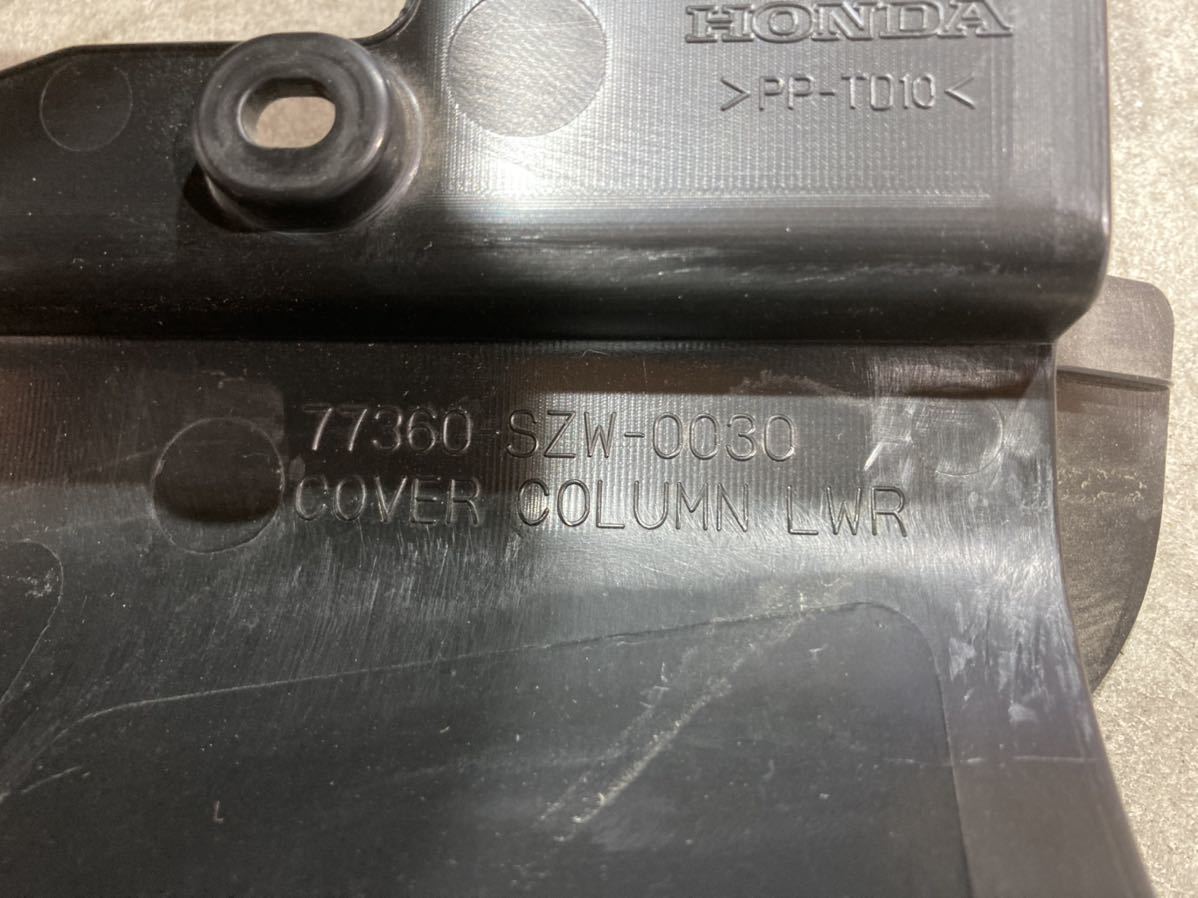 HONDA
>PP-TD10<
77360-SZW-0030
COVER COLUMN LWR